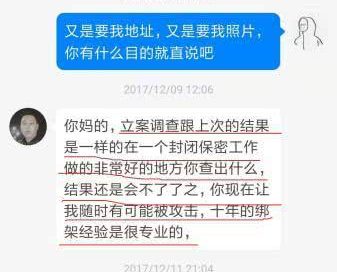 又是要我地址，又是要我照片，
你有什么目的就直说吧
2017/12/09 12:06
你妈的，立案调查跟上次的结果
是一样的在一个封闭保密工作
做的非常好的地方你查出什么，
结果还是会不了了之，你现在让
我随时有可能被攻击，十年的绑
架经验是很专业的，
2017/12/11 21:04